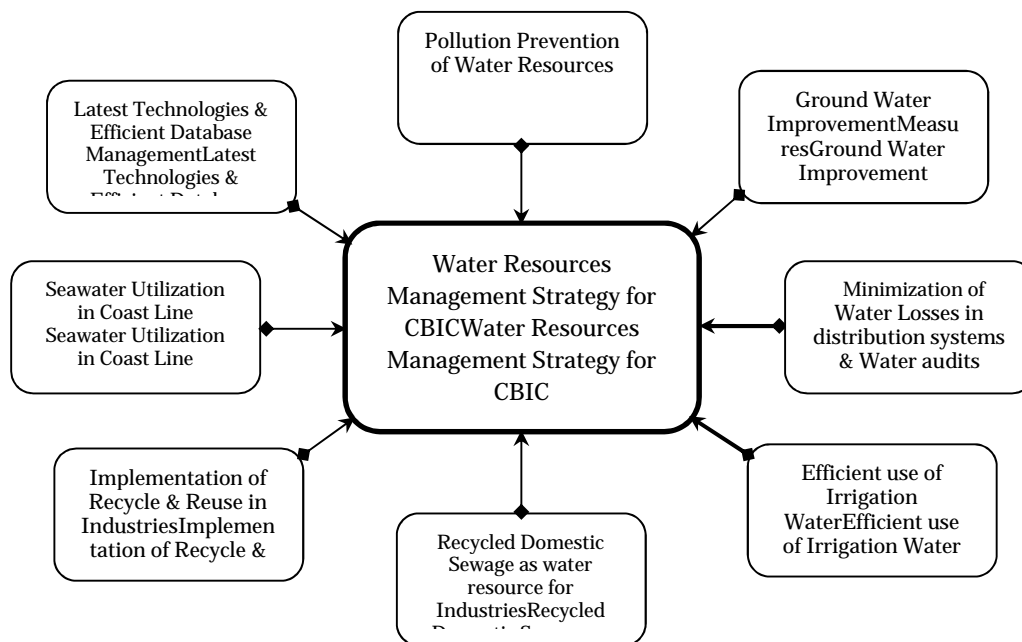 Pollution Prevention
of Water Resources
Latest Technologies &
Efficient Database
ManagementLatest
Technologies &
Ground Water
ImprovementMeasu
resGround Water
Improvement
Water Resources
Management Strategy for
CBICWater Resources
Management Strategy for
CBIC
Seawater Utilization
in Coast Line
Seawater Utilization
in Coast Line
Minimization of
Water Losses in
distribution systems
& Water audits
Implementation of
Recycle & Reuse in
IndustriesImplemen
tation of Recycle &
Recycled Domestic
Sewage as water
resource for
IndustriesRecycled
Efficient use of
Irrigation
WaterEfficient use
of Irrigation Water